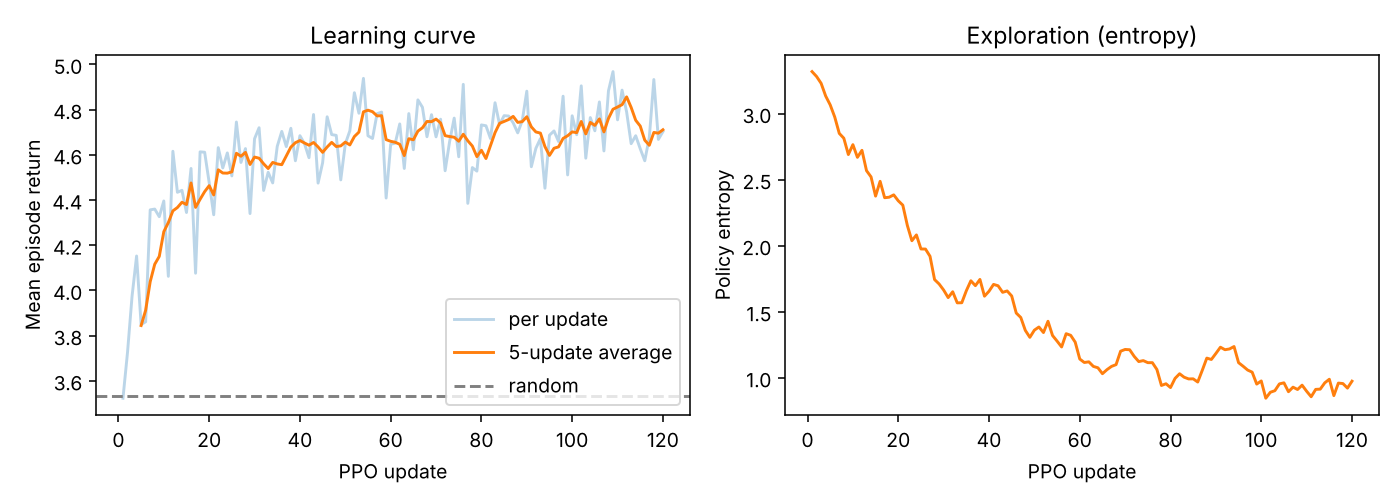 Learning curve
Mean episode return
5.0
4.8
4.6
4.4
4.2
4.0
3.8
3.6
per update
5-update average
random
0 20 40 60 80 100 120
PPO update
Exploration (entropy)
Policy entropy
3.0
2.5
2.0
1.5
1.0
0 20 40 60 80 100 120
PPO update